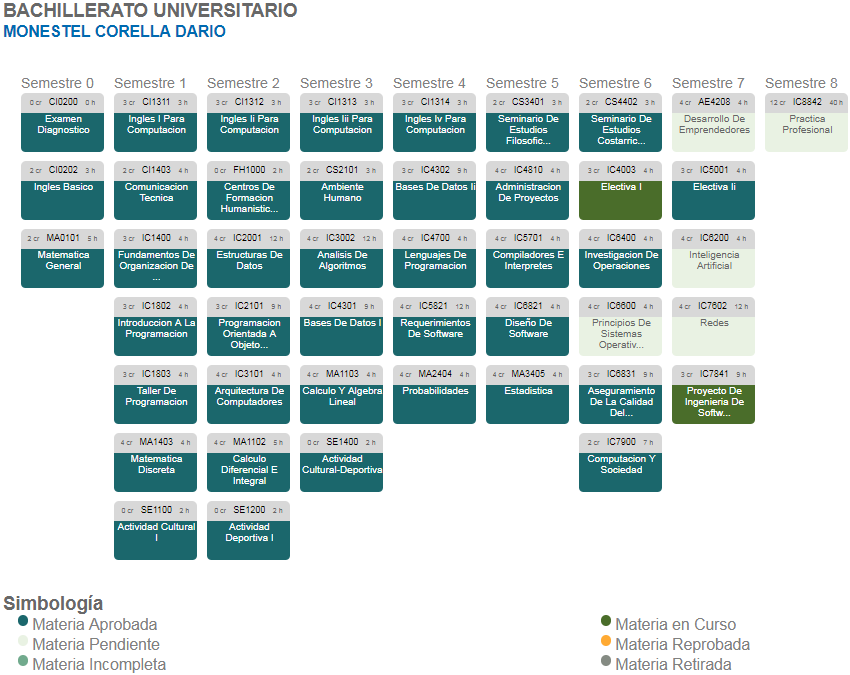 BACHILLERATO UNIVERSITARIO
MONESTEL CORELLA DARIO
Semestre 0 Semestre 1 Semestre 2 Semestre 3 Semestre 4 Semestre 5 Semestre 6 Semestre 7 Semestre 8
0 cr CI0200 0 h
Examen
Diagnostico
3 cr CI1311 3 h
Ingles I Para
Computacion
3 cr CI1312 3 h
Ingles Ii Para
Computacion
3 cr CI1313 3 h
Ingles Iii Para
Computacion
3 cr CI1314 3 h
Ingles Iv Para
Computacion
2 cr CS3401 3 h
Seminario De
Estudios
Filosofic...
2 cr CS4402 3 h
Seminario De
Estudios
Costarric...
4 cr AE4208 4 h
Desarrollo De
Emprendedores
12 cr IC8842 40 h
Practica
Profesional
2 cr CI0202 3 h
Ingles Basico
2 cr CI1403 4 h
Comunicacion
Tecnica
0 cr FH1000 2 h
Centros De
Formacion
Humanistic...
2 cr CS2101 3 h
Ambiente
Humano
3 cr IC4302 9 h
Bases De Datos Ii
4 cr IC4810 4 h
Administracion
De Proyectos
3 cr IC4003 4 h
Electiva I
3 cr IC5001 4 h
Electiva Ii
2 cr MA0101 5 h
Matematica
General
3 cr IC1400 4 h
Fundamentos De
Organizacion De
...
4 cr IC2001 12 h
Estructuras De
Datos
4 cr IC3002 12 h
Analisis De
Algoritmos
4 cr IC4700 4 h
Lenguajes De
Programacion
4 cr IC5701 4 h
Compiladores E
Interpretes
4 cr IC6400 4 h
Investigacion De
Operaciones
4 cr IC6200 4 h
Inteligencia
Artificial
3 cr IC1802 4 h
Introduccion A La
Programacion
3 cr IC2101 9 h
Programacion
Orientada A
Objeto...
4 cr IC4301 9 h
Bases De Datos I
4 cr IC5821 12 h
Requerimientos
De Software
4 cr IC6821 4 h
Diseño De
Software
4 cr IC6600 4 h
Principios De
Sistemas
Operativ...
4 cr IC7602 12 h
Redes
3 cr IC1803 4 h
Taller De
Programacion
4 cr IC3101 4 h
Arquitectura De
Computadores
4 cr MA1103 4 h
Calculo Y Algebra
Lineal
4 cr MA2404 4 h
Probabilidades
4 cr MA3405 4 h
Estadistica
3 cr IC6831 9 h
Aseguramiento
De La Calidad
Del...
3 cr IC7841 9 h
Proyecto De
Ingenieria De
Softw...
4 cr MA1403 4 h
Matematica
Discreta
4 cr MA1102 5 h
Calculo
Diferencial E
Integral
0 cr SE1400 2 h
Actividad
Cultural-Deportiva
2 cr IC7900 7 h
Computacion Y
Sociedad
0 cr SE1100 2 h
Actividad Cultural
I
0 cr SE1200 2 h
Actividad
Deportiva I
Simbología
Materia Aprobada
Materia Pendiente
Materia Incompleta
Materia en Curso
Materia Reprobada
Materia Retirada